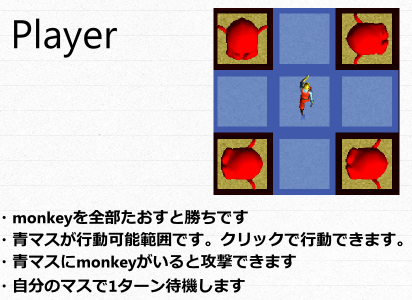 Player
・monkeyを全部たおすと勝ちです
・青マスが行動可能範囲です。クリックで行動できます。
・青マスにmonkeyがいると攻撃できます
・自分のマスで1ターン待機します